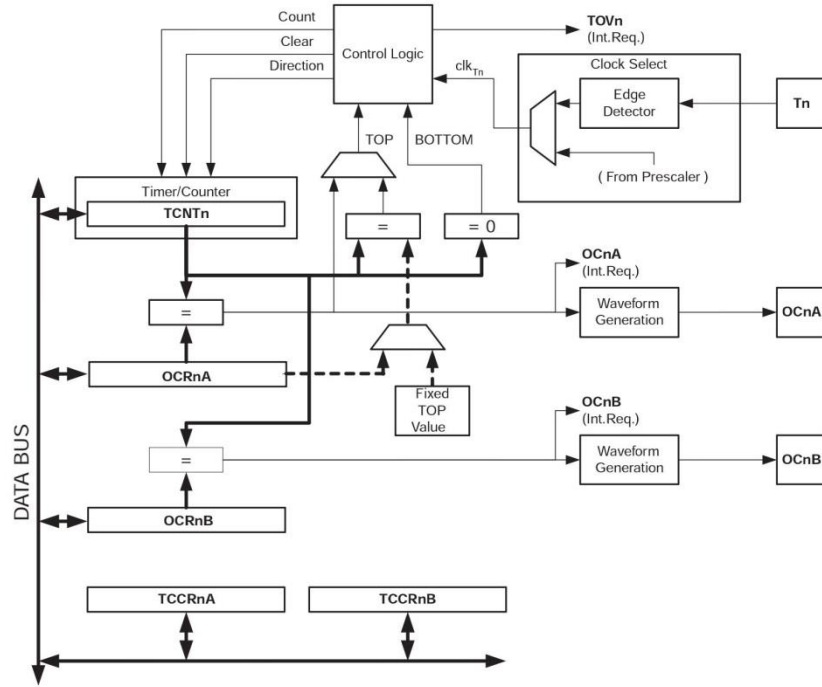 Count
Clear
Direction
Control Logic
TOVn
(Int.Req.)
clkTn
Clock Select
Edge
Detector
Tn
( From Prescaler )
TOP
BOTTOM
Timer/Counter
TCNTn
=
= 0
OCnA
(Int.Req.)
=
Waveform
Generation
OCnA
OCRnA
Fixed
TOP
Value
OCnB
(Int.Req.)
=
Waveform
Generation
OCnB
DATA BUS
OCRnB
TCCRnA
TCCRnB